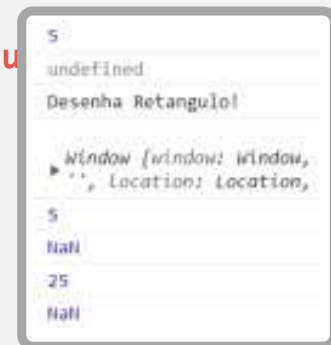 u
5
undefined
Desenha Retangulo!
▸ Window {window: Window,
'', location: Location,
5
NaN
25
NaN